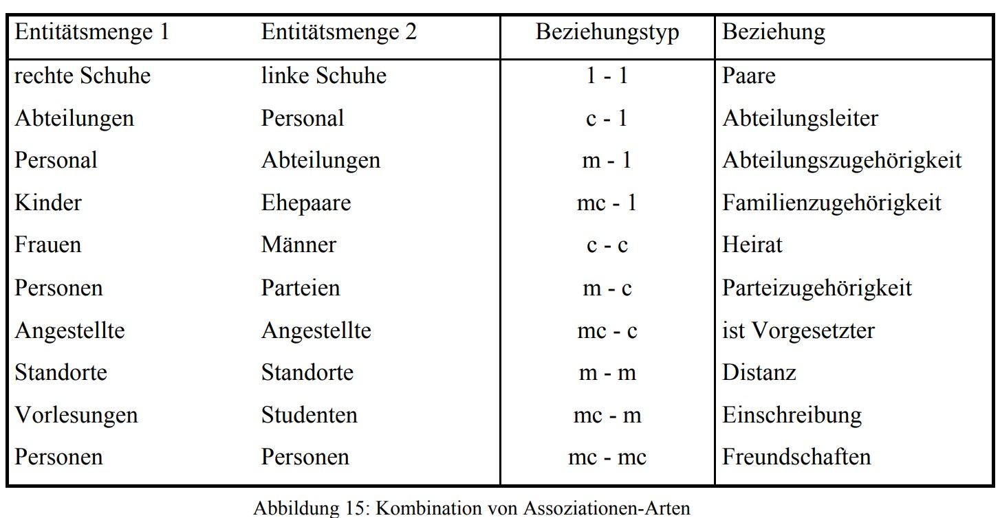 Entitätsmenge 1 Entitätsmenge 2 Beziehungstyp Beziehung
rechte Schuhe linke Schuhe 1 - 1 Paare
Abteilungen Personal c - 1 Abteilungsleiter
Personal Abteilungen m - 1 Abteilungszugehörigkeit
Kinder Ehepaare mc - 1 Familienzugehörigkeit
Frauen Männer c - c Heirat
Personen Parteien m - c Parteizugehörigkeit
Angestellte Angestellte mc - c ist Vorgesetzter
Standorte Standorte m - m Distanz
Vorlesungen Studenten mc - m Einschreibung
Personen Personen mc - mc Freundschaften
Abbildung 15: Kombination von Assoziationen-Arten